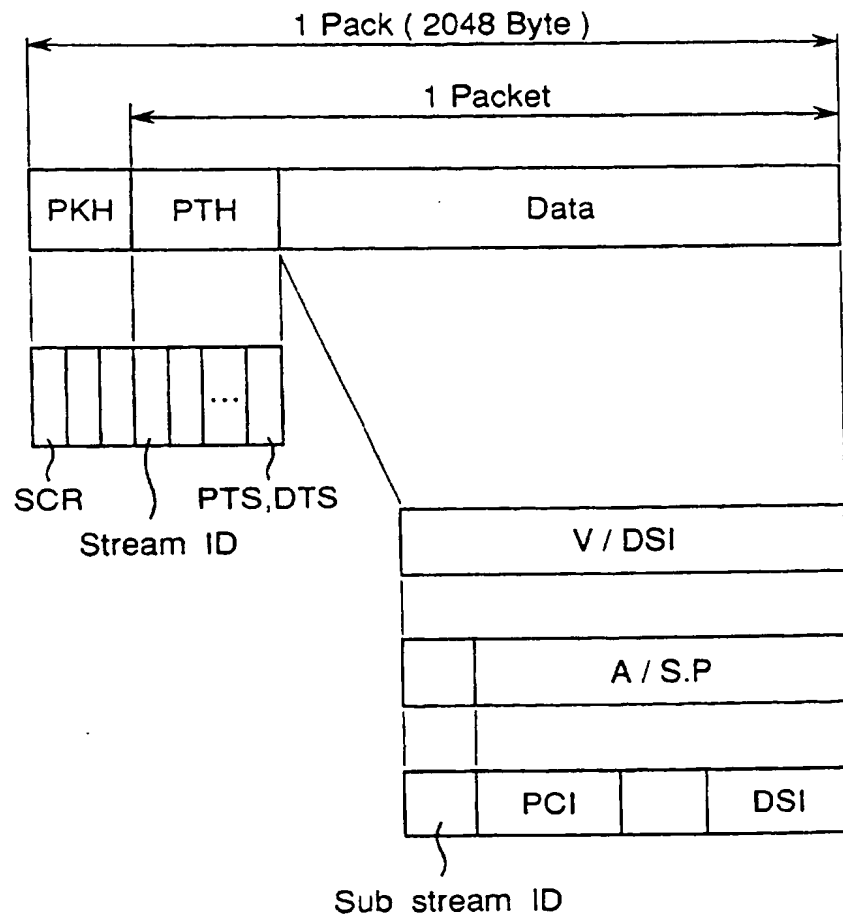 1 Pack ( 2048 Byte )
1 Packet
PKH PTH Data
...
SCR PTS,DTS
Stream ID
V / DSI
A / S.P
PCI DSI
Sub stream ID